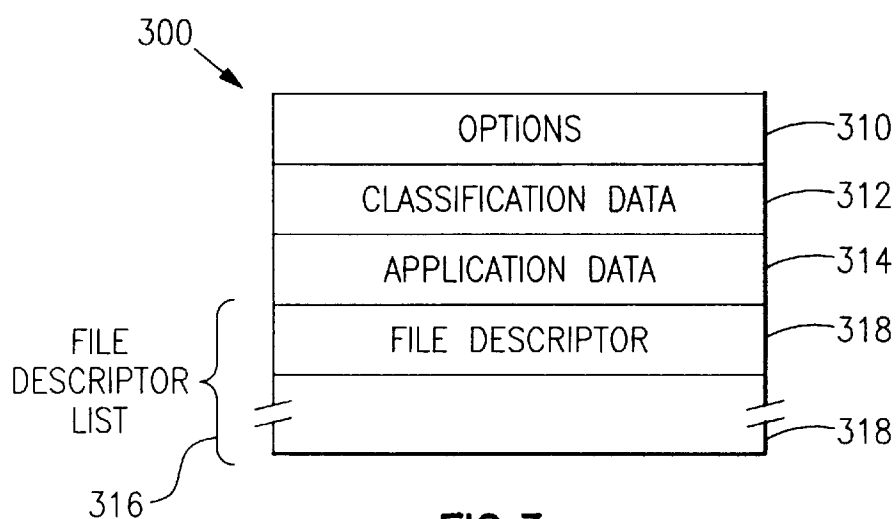 300
OPTIONS
310
CLASSIFICATION DATA
312
APPLICATION DATA
314
FILE DESCRIPTOR
318
FILE
DESCRIPTOR
LIST
318
316